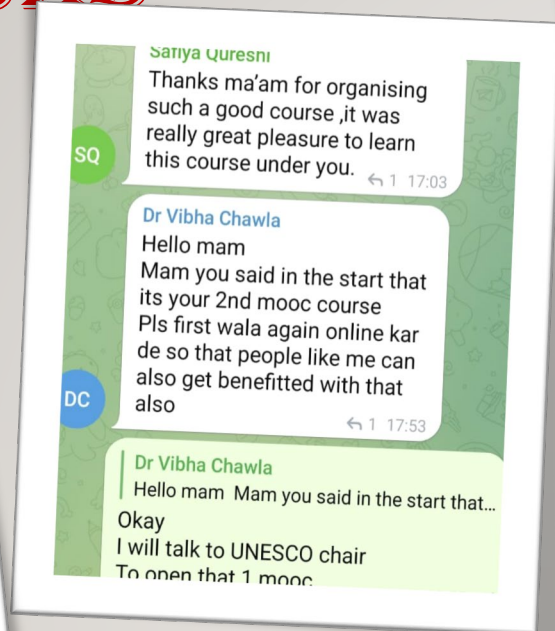 Safiya Qureshi
Thanks ma'am for organising
such a good course ,it was
really great pleasure to learn
this course under you.
1 17:03
SQ
Dr Vibha Chawla
Hello mam
Mam you said in the start that
its your 2nd mooc course
Pls first wala again online kar
de so that people like me can
also get benefitted with that
also
1 17:53
DC
Dr Vibha Chawla
Hello mam Mam you said in the start that...
Okay
I will talk to UNESCO chair
To open that 1 mooc